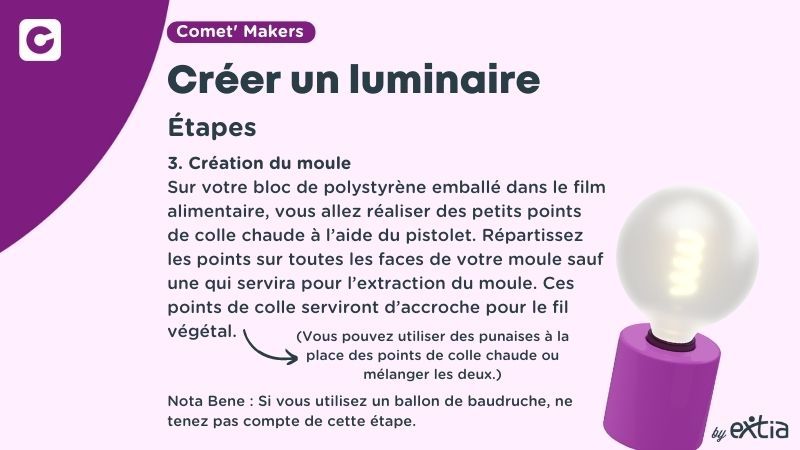 Comet' Makers
Créer un luminaire
Étapes
3. Création du moule
Sur votre bloc de polystyrène emballé dans le film
alimentaire, vous allez réaliser des petits points
de colle chaude à l'aide du pistolet. Répartissez
les points sur toutes les faces de votre moule sauf
une qui servira pour l'extraction du moule. Ces
points de colle serviront d'accroche pour le fil
végétal.
(Vous pouvez utiliser des punaises à la
place des points de colle chaude ou
mélanger les deux.)
Nota Bene : Si vous utilisez un ballon de baudruche, ne
tenez pas compte de cette étape.
by extia